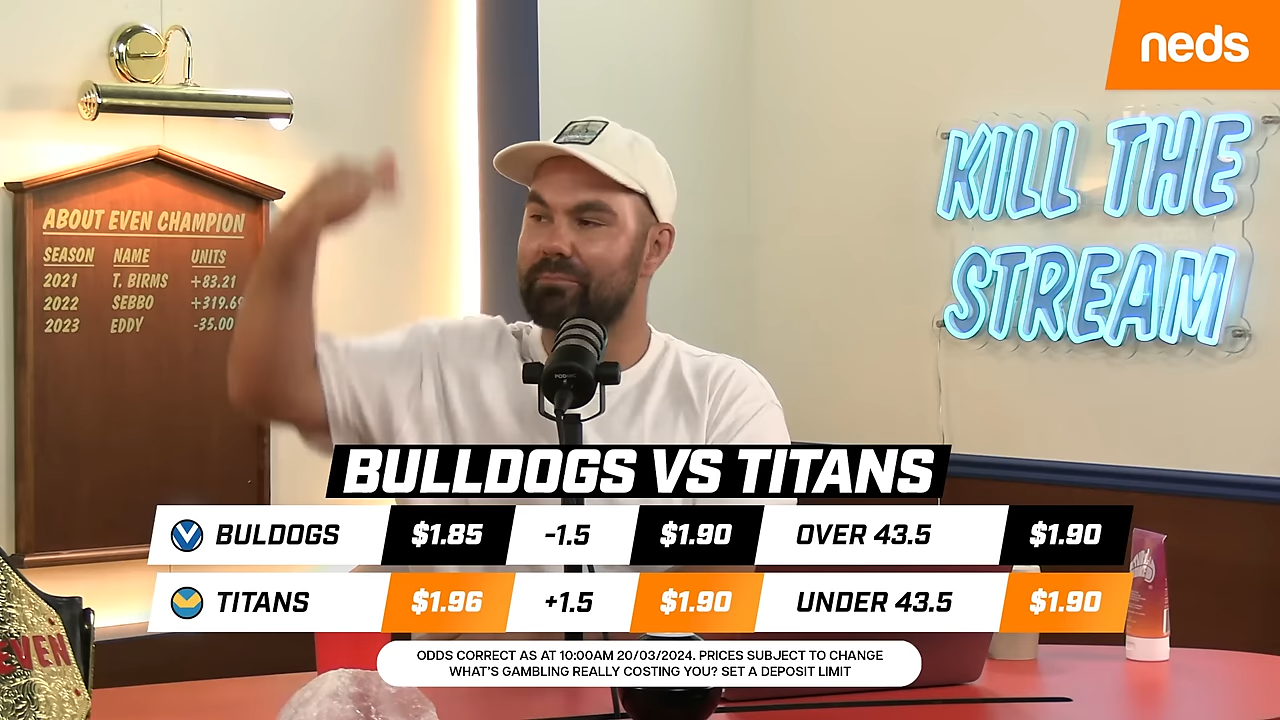 neds
KILL THE
STREAM
ABOUT EVEN CHAMPION
SEASON NAME UNITS
2021 T. BIRMS +83.21
2022 SEBBO +319.69
2023 EDDY -35.00
BULLDOGS VS TITANS
BULDOGS $1.85 -1.5 $1.90 OVER 43.5 $1.90
TITANS $1.96 +1.5 $1.90 UNDER 43.5 $1.90
ODDS CORRECT AS AT 10:00AM 20/03/2024. PRICES SUBJECT TO CHANGE
WHAT'S GAMBLING REALLY COSTING YOU? SET A DEPOSIT LIMIT
EVEN